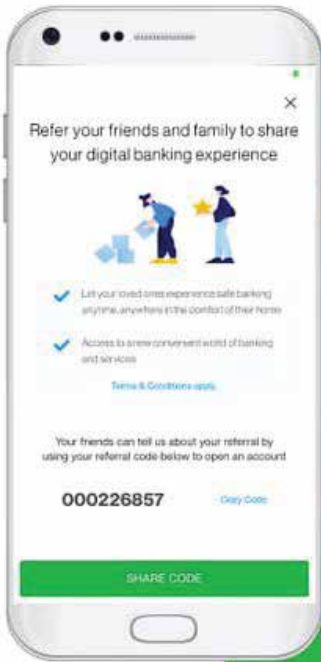 Refer your friends and family to share
your digital banking experience
Let your loved ones experience safe banking
anytime, anywhere in the comfort of their home
Access to a new convenient world of banking
and services
Terms & Conditions apply.
Your friends can tell us about your referral by
using your referral code below to open an account
000226857 Copy Code
SHARE CODE